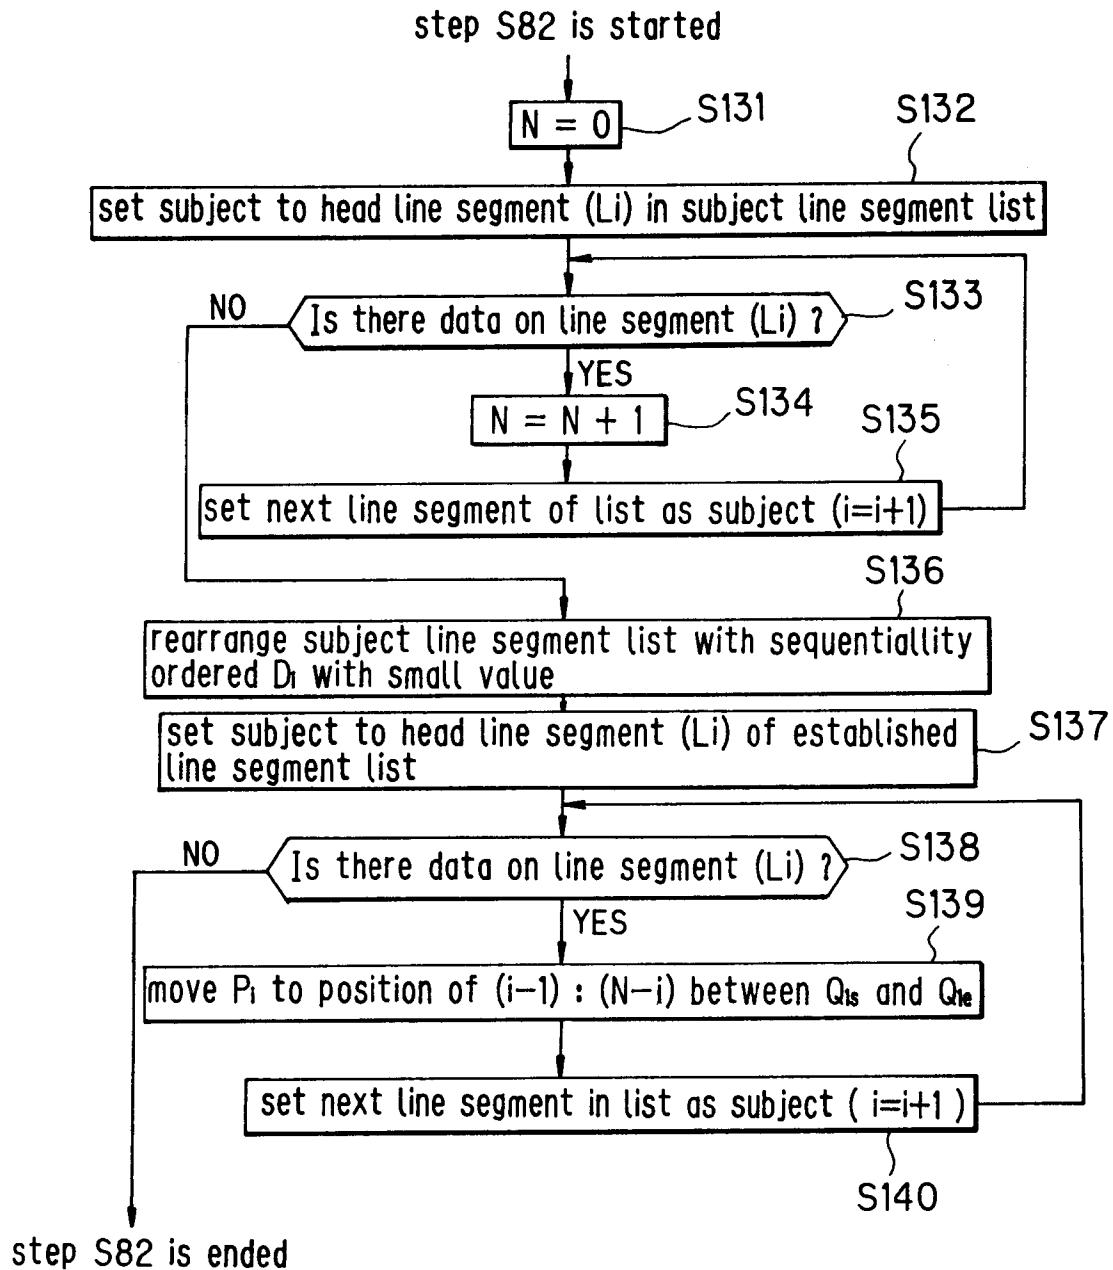 step S82 is started
N = 0
S131
S132
set subject to head line segment (Li) in subject line segment list
S133
NO
Is there data on line segment (Li) ?
YES
N = N + 1
S134
S135
set next line segment of list as subject (i=i+1)
S136
rearrange subject line segment list with sequentiallity
ordered Di with small value
S137
set subject to head line segment (Li) of established
line segment list
S138
NO
Is there data on line segment (Li) ?
YES
S139
move Pi to position of (i-1) : (N-i) between Q1s and Q1e
set next line segment in list as subject ( i=i+1 )
S140
step S82 is ended